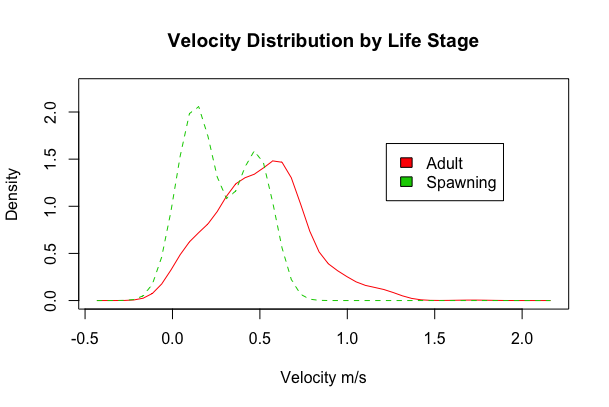 Velocity Distribution by Life Stage
Density
2.0
1.5
1.0
0.5
0.0
Adult
Spawning
-0.5 0.0 0.5 1.0 1.5 2.0
Velocity m/s